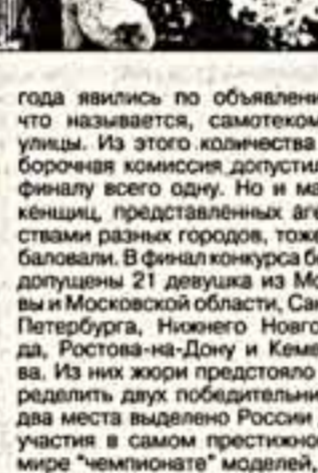 года явились по объявлени
что называется, самотеком
улицы. Из этого количества
борочная комиссия допустил
финалу всего одну. Но и ма
кенщиц, представленных аге
ствами разных городов, тоже
баловали. В финал конкурса б
допущены 21 девушка из Мо
вы и Московской области, Сан
Петербурга, Нижнего Новго
да, Ростова-на-Дону и Кеме
ва. Из них жюри предстояло
ределить двух победительни
два места выделено России
участия в самом престижно
мире "чемпионате" моделей,